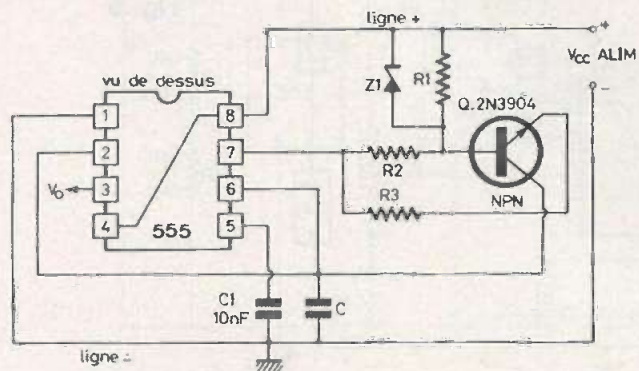 ligne +
+
VCC ALIM
-
vu de dessus
Z1
R1
Q.2N3904
1
8
2
7
R2
NPN
VO
3
6
R3
4
5
555
C1
10nF
C
ligne -